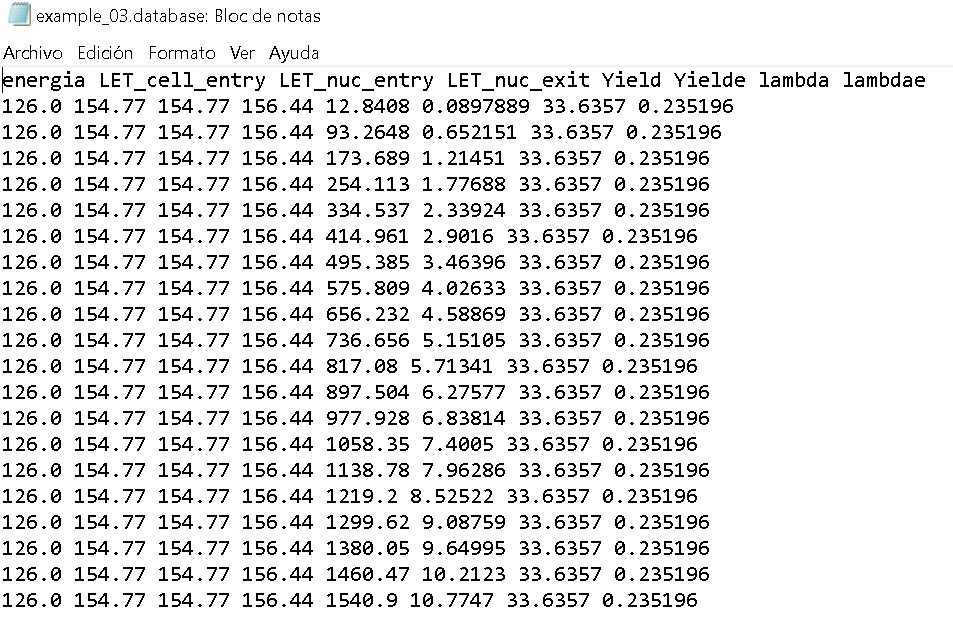 example_03.database: Bloc de notas
Archivo Edición Formato Ver Ayuda
energia LET_cell_entry LET_nuc_entry LET_nuc_exit Yield Yielde lambda lambdae
126.0 154.77 154.77 156.44 12.8408 0.0897889 33.6357 0.235196
126.0 154.77 154.77 156.44 93.2648 0.652151 33.6357 0.235196
126.0 154.77 154.77 156.44 173.689 1.21451 33.6357 0.235196
126.0 154.77 154.77 156.44 254.113 1.77688 33.6357 0.235196
126.0 154.77 154.77 156.44 334.537 2.33924 33.6357 0.235196
126.0 154.77 154.77 156.44 414.961 2.9016 33.6357 0.235196
126.0 154.77 154.77 156.44 495.385 3.46396 33.6357 0.235196
126.0 154.77 154.77 156.44 575.809 4.02633 33.6357 0.235196
126.0 154.77 154.77 156.44 656.232 4.58869 33.6357 0.235196
126.0 154.77 154.77 156.44 736.656 5.15105 33.6357 0.235196
126.0 154.77 154.77 156.44 817.08 5.71341 33.6357 0.235196
126.0 154.77 154.77 156.44 897.504 6.27577 33.6357 0.235196
126.0 154.77 154.77 156.44 977.928 6.83814 33.6357 0.235196
126.0 154.77 154.77 156.44 1058.35 7.4005 33.6357 0.235196
126.0 154.77 154.77 156.44 1138.78 7.96286 33.6357 0.235196
126.0 154.77 154.77 156.44 1219.2 8.52522 33.6357 0.235196
126.0 154.77 154.77 156.44 1299.62 9.08759 33.6357 0.235196
126.0 154.77 154.77 156.44 1380.05 9.64995 33.6357 0.235196
126.0 154.77 154.77 156.44 1460.47 10.2123 33.6357 0.235196
126.0 154.77 154.77 156.44 1540.9 10.7747 33.6357 0.235196